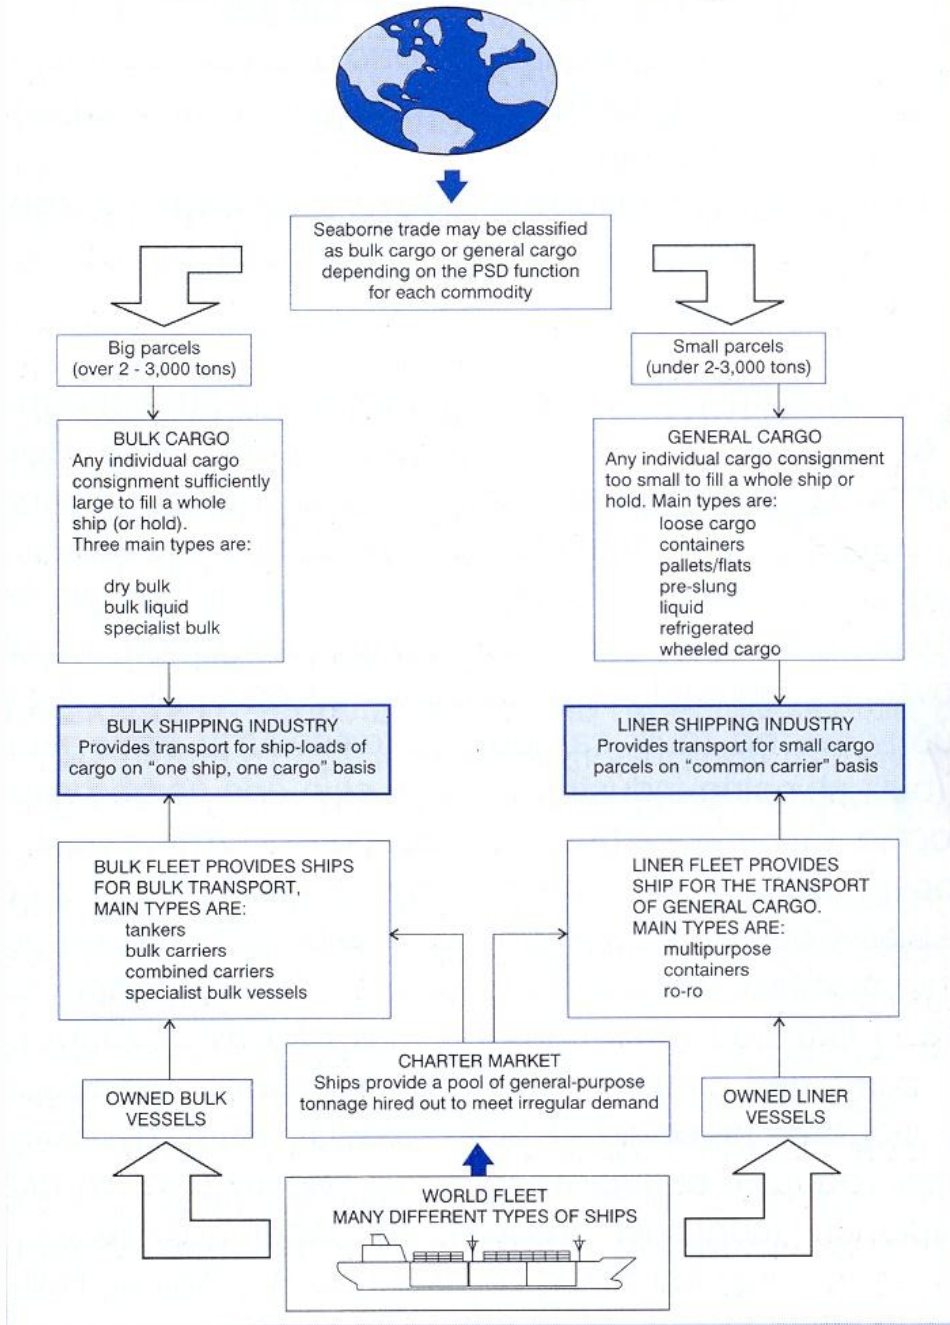 Seaborne trade may be classified
as bulk cargo or general cargo
depending on the PSD function
for each commodity
Big parcels
(over 2 - 3,000 tons)
Small parcels
(under 2-3,000 tons)
BULK CARGO
Any individual cargo
consignment sufficiently
large to fill a whole
ship (or hold).
Three main types are:
dry bulk
bulk liquid
specialist bulk
GENERAL CARGO
Any individual cargo consignment
too small to fill a whole ship or
hold. Main types are:
loose cargo
containers
pallets/flats
pre-slung
liquid
refrigerated
wheeled cargo
BULK SHIPPING INDUSTRY
Provides transport for ship-loads of
cargo on “one ship, one cargo” basis
LINER SHIPPING INDUSTRY
Provides transport for small cargo
parcels on “common carrier” basis
BULK FLEET PROVIDES SHIPS
FOR BULK TRANSPORT,
MAIN TYPES ARE:
tankers
bulk carriers
combined carriers
specialist bulk vessels
LINER FLEET PROVIDES
SHIP FOR THE TRANSPORT
OF GENERAL CARGO.
MAIN TYPES ARE:
multipurpose
containers
ro-ro
OWNED BULK
VESSELS
CHARTER MARKET
Ships provide a pool of general-purpose
tonnage hired out to meet irregular demand
OWNED LINER
VESSELS
WORLD FLEET
MANY DIFFERENT TYPES OF SHIPS